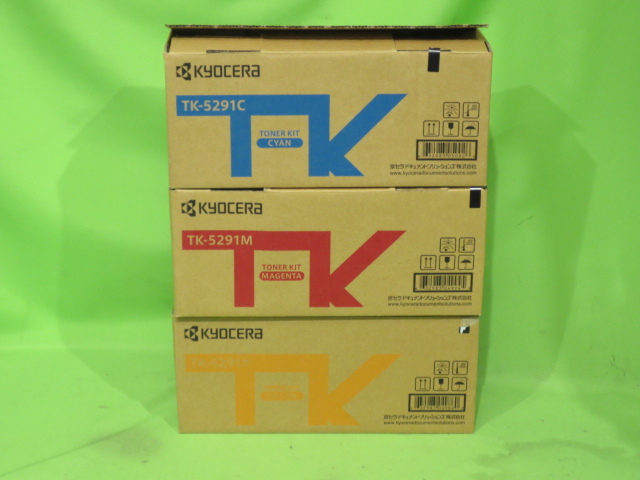 KYOCERA
TK-5291C
TK
TONER KIT
CYAN
京セラドキュメントソリューションズ株式会社
www.kyoceradocumentsolutions.com
KYOCERA
TK-5291M
TK
TONER KIT
MAGENTA
京セラドキュメントソリューションズ株式会社
www.kyoceradocumentsolutions.com
KYOCERA
TK
京セラドキュメントソリューションズ株式会社
www.kyoceradocumentsolutions.com